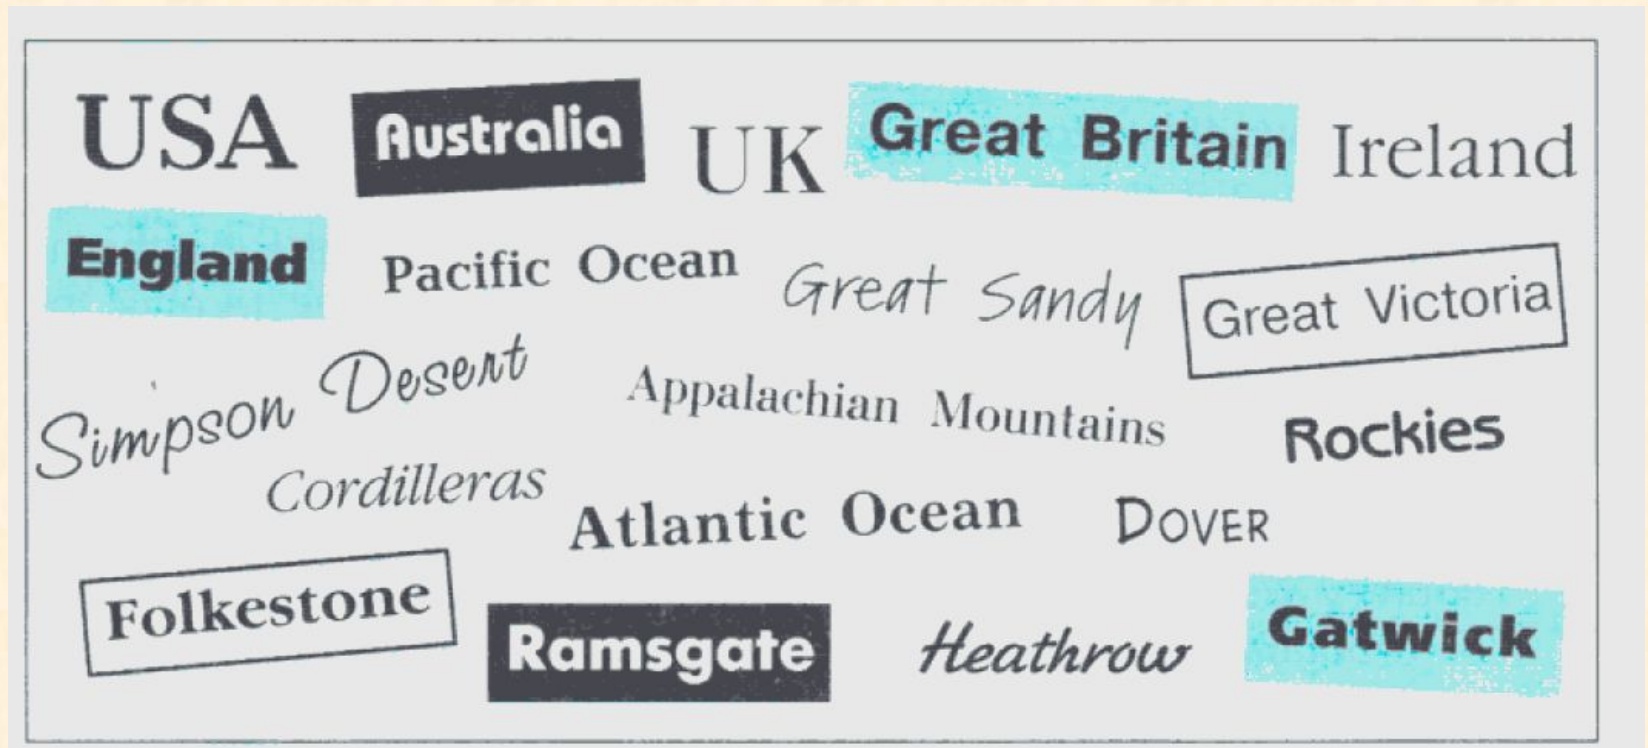 USA Australia UK Great Britain Ireland
England Pacific Ocean Great Sandy Great Victoria
Simpson Desert Appalachian Mountains Rockies
Cordilleras Atlantic Ocean DOVER
Folkestone Ramsgate Heathrow Gatwick